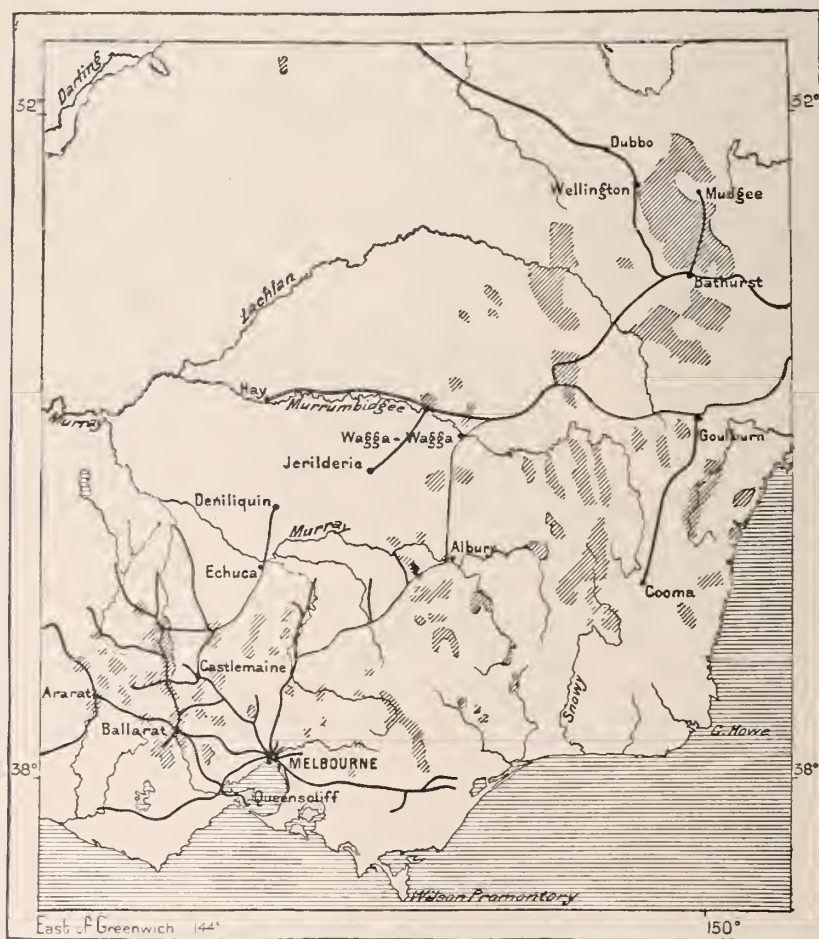 Darling
32°
32°
Dubbo
Wellington
Mudgee
Bathurst
Lachlan
Hay
Murrumbidgee
Murray
Wagga-Wagga
Goulburn
Jerilderie
Deniliquin
Murray
Albury
Echuca
Cooma
Castlemaine
Ararat
Snowy
Ballarat
C. Howe
MELBOURNE
38°
38°
Queenscliff
Wilson Promontory
East of Greenwich 144°
150°